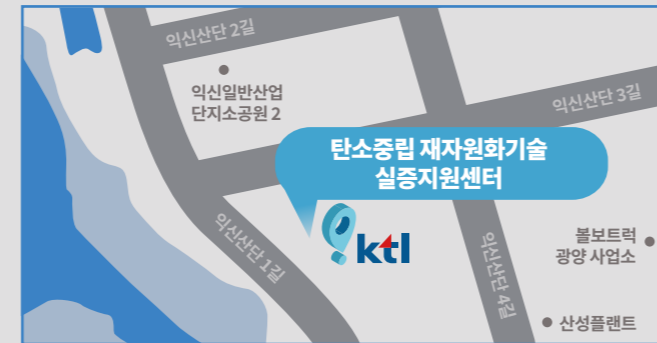 익신산단 2길
익신일반산업
단지소공원 2
익신산단 3길
탄소중립 재자원화기술
실증지원센터
ktl
익신산단 1길
익신산단 4길
볼보트럭
광양 사업소
산성플랜트